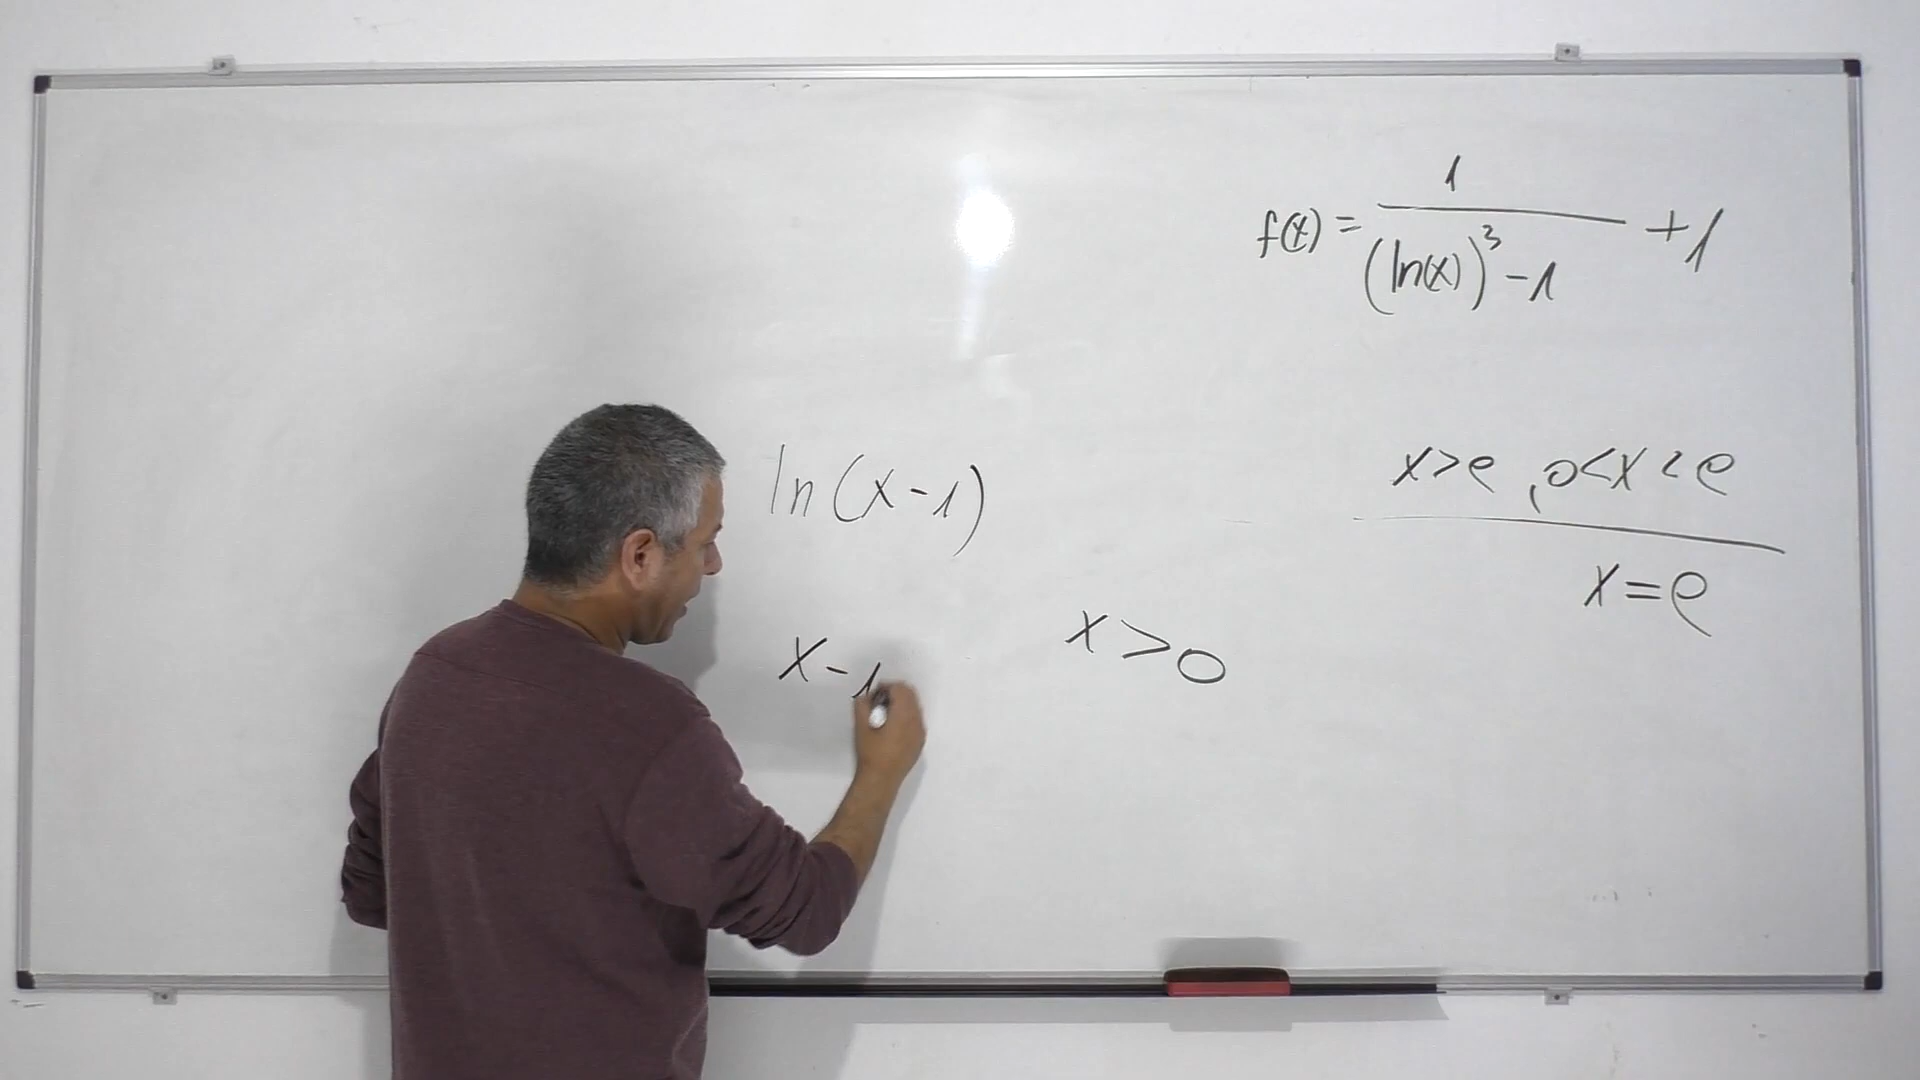 f(x) = 1/((ln(x))³ - 1) + 1
x>e , 0<x<e
x = e
ln(x-1)
x-1
x>0